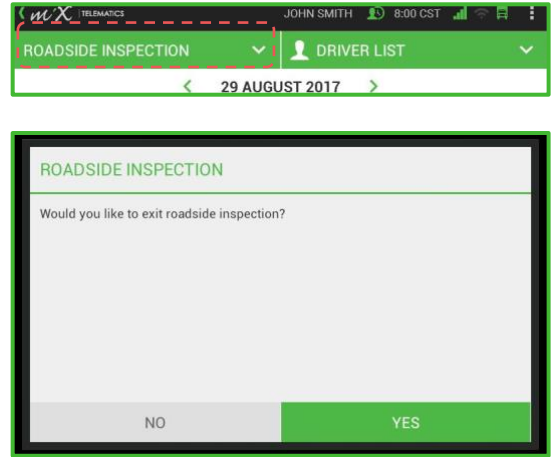 mix TELEMATICS JOHN SMITH 8:00 CST
ROADSIDE INSPECTION DRIVER LIST
29 AUGUST 2017
ROADSIDE INSPECTION
Would you like to exit roadside inspection?
NO YES